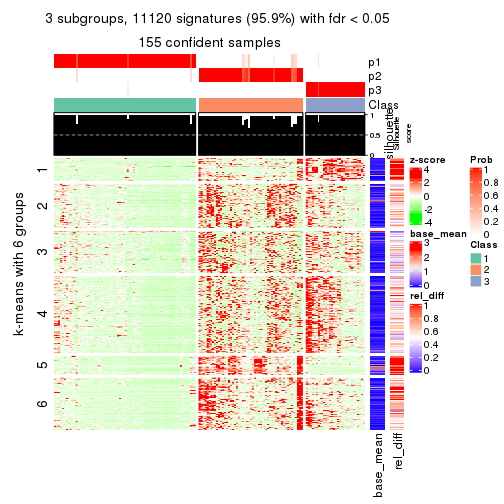 3 subgroups, 11120 signatures (95.9%) with fdr < 0.05
155 confident samples
p1
p2
p3
Class
1
0.5
0
silhouette
Silhouette
score
k-means with 6 groups
1
2
3
4
5
6
base_mean
rel_diff
z-score
4
2
0
-2
-4
base_mean
3
2
1
0
rel_diff
1
0.8
0.6
0.4
0.2
0
Prob
1
0.8
0.6
0.4
0.2
0
Class
1
2
3